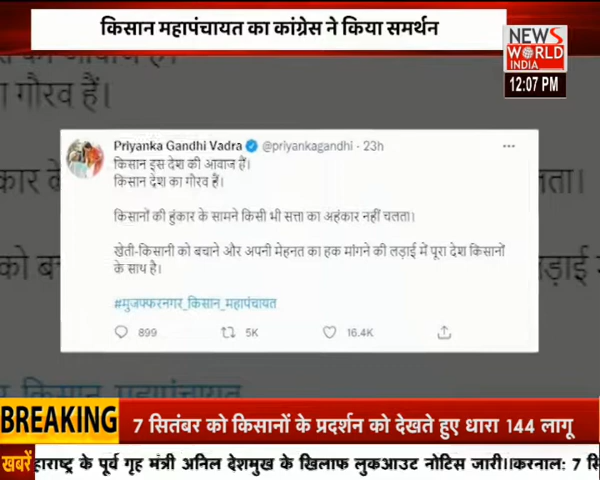 किसान महापंचायत का कांग्रेस ने किया समर्थन
NEWS
WORLD
INDIA
12:07 PM
गौरव हैं।
Priyanka Gandhi Vadra @priyankagandhi · 23h
किसान इस देश की आवाज हैं।
किसान देश का गौरव हैं।
किसानों की हुंकार के सामने किसी भी सत्ता का अहंकार नहीं चलता।
खेती-किसानी को बचाने और अपनी मेहनत का हक मांगने की लड़ाई में पूरा देश किसानों
के साथ है।
#मुजफ्फरनगर_किसान_महापंचायत
899 5K 16.4K
BREAKING 7 सितंबर को किसानों के प्रदर्शन को देखते हुए धारा 144 लागू
खबरें हाराष्ट्र के पूर्व गृह मंत्री अनिल देशमुख के खिलाफ लुकआउट नोटिस जारी।।करनाल: 7 सि